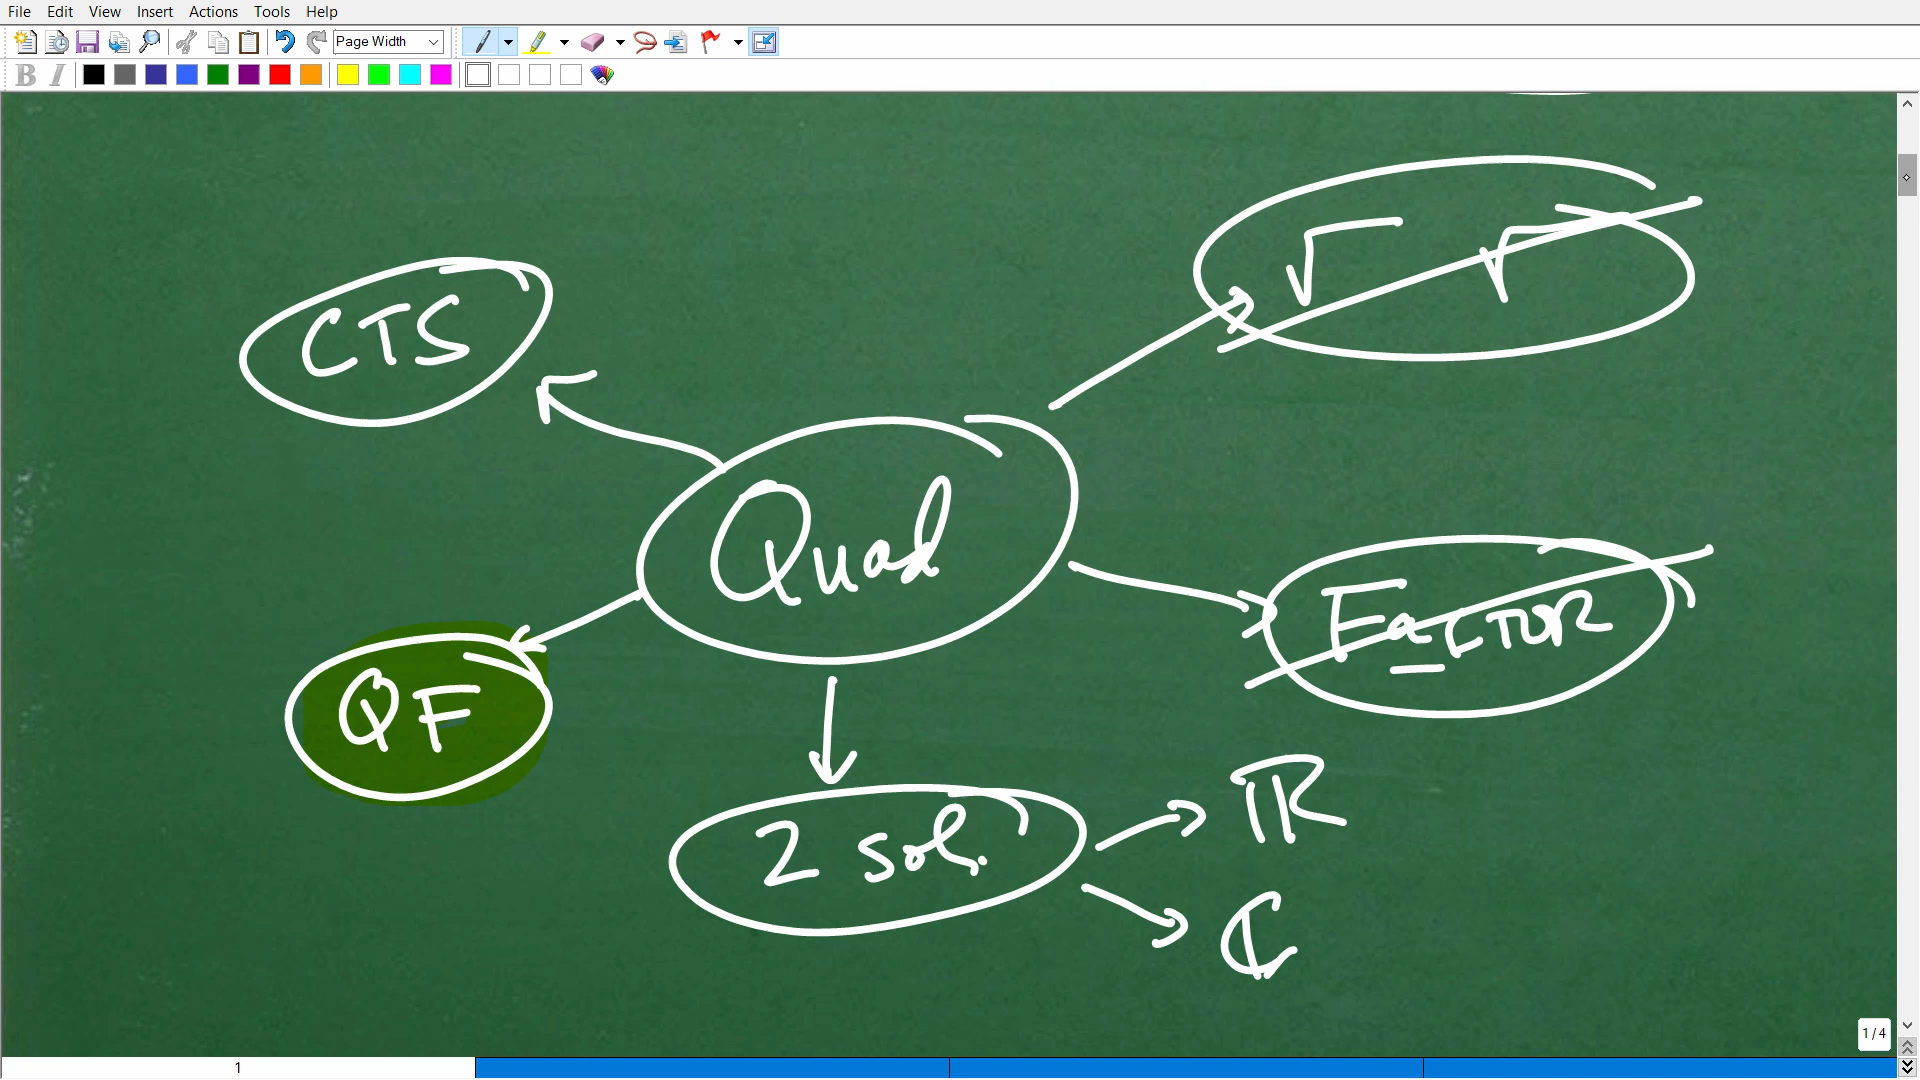 File Edit View Insert Actions Tools Help
Page Width
B I
√ √
CTS
Quad
FaCTOR
QF
2 sol.
ℝ
ℂ
1 / 4
1